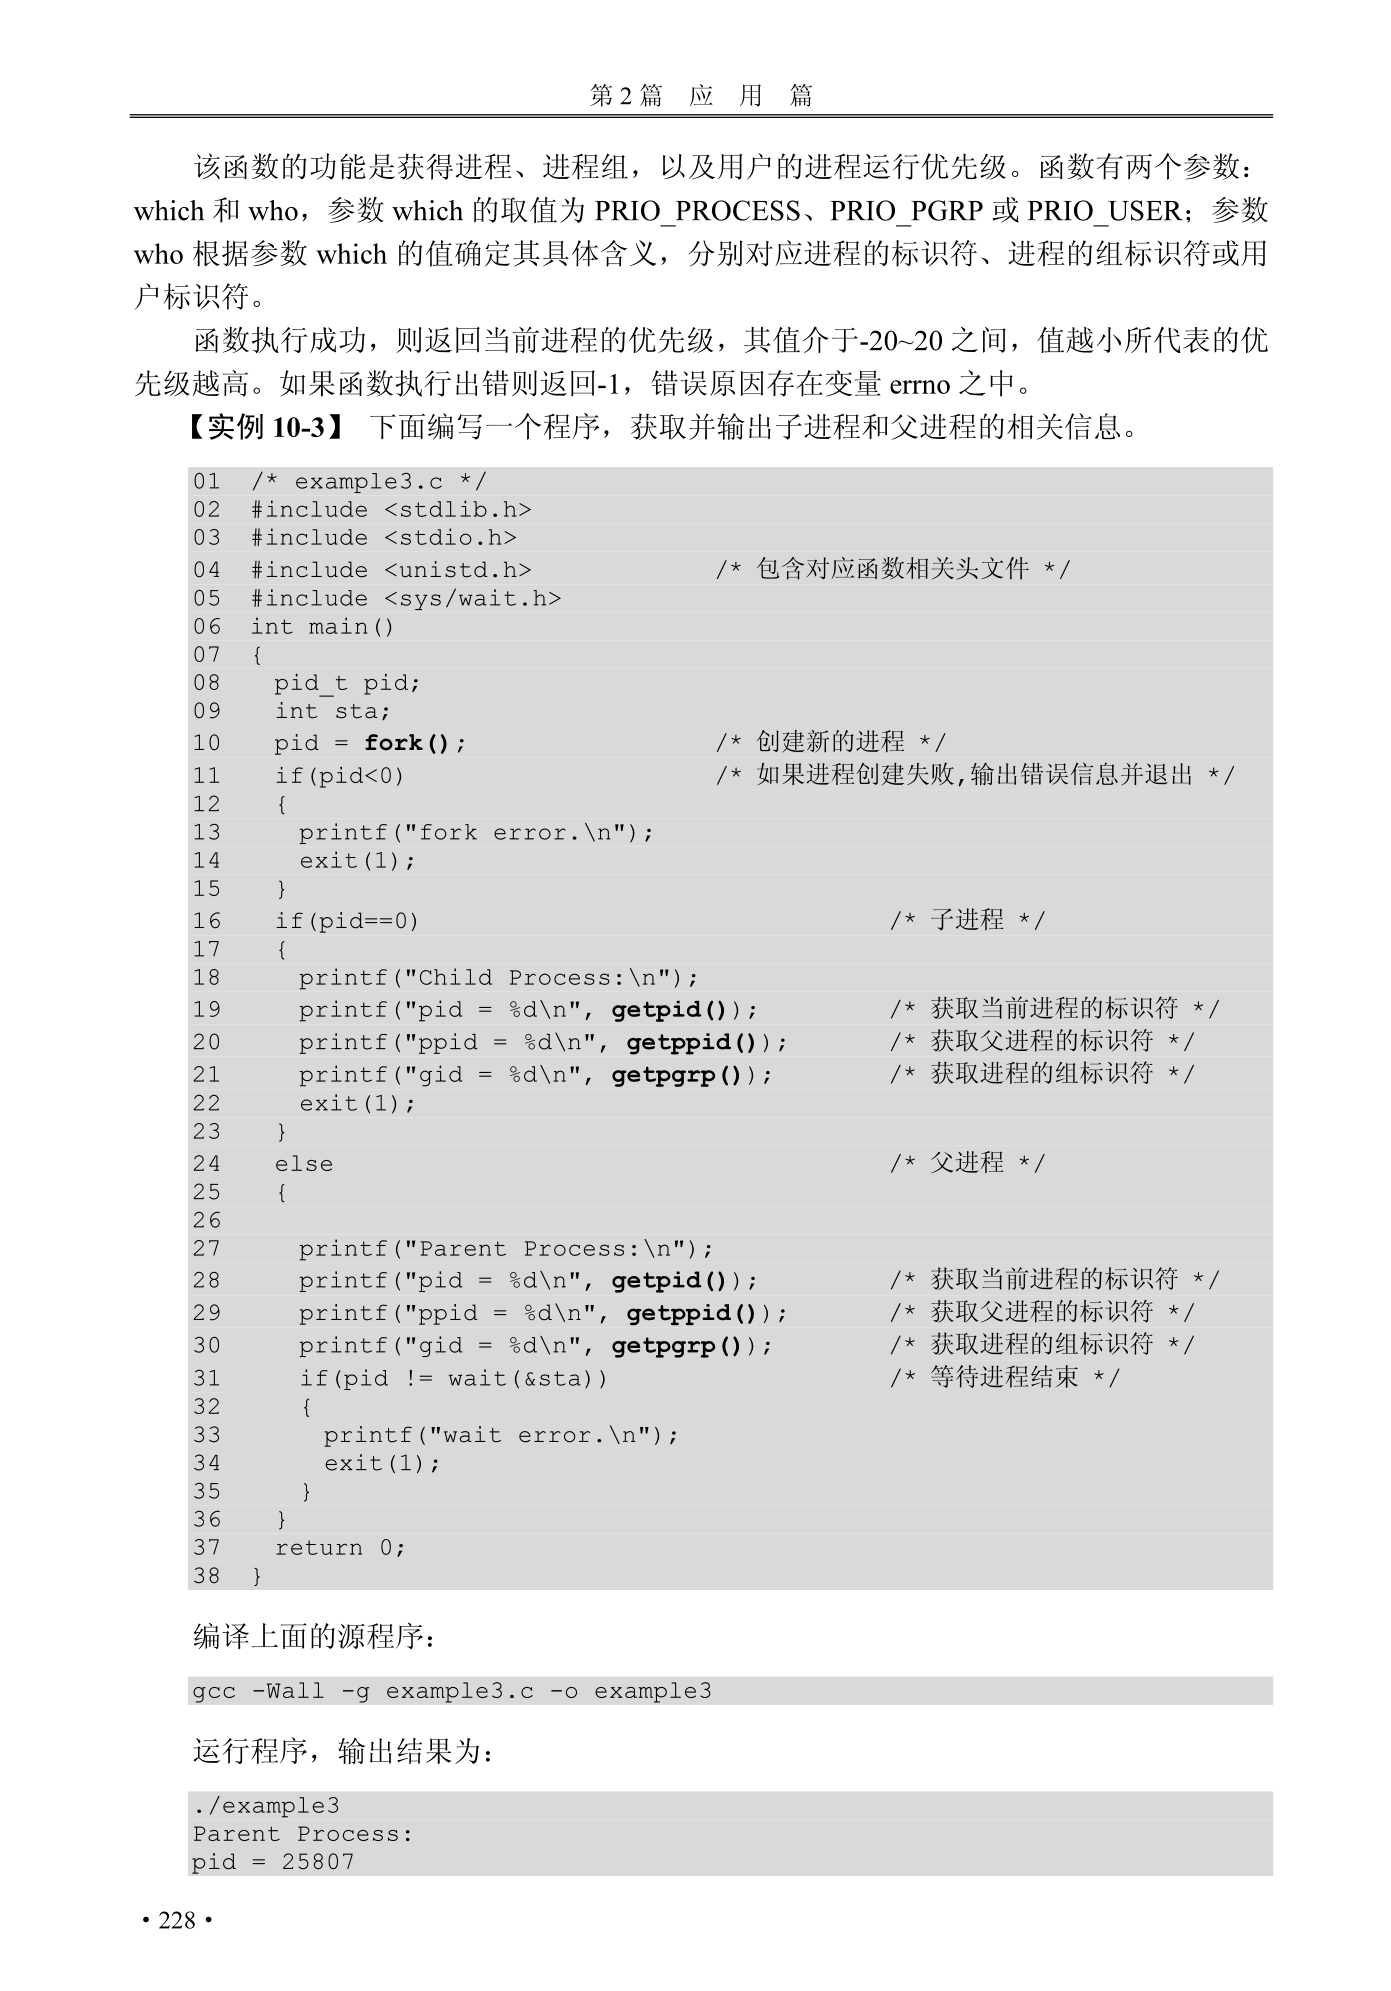 第 2 篇 应 用 篇
该函数的功能是获得进程、进程组，以及用户的进程运行优先级。函数有两个参数：
which 和 who，参数 which 的取值为 PRIO_PROCESS、PRIO_PGRP 或 PRIO_USER；参数
who 根据参数 which 的值确定其具体含义，分别对应进程的标识符、进程的组标识符或用
户标识符。
函数执行成功，则返回当前进程的优先级，其值介于-20~20 之间，值越小所代表的优
先级越高。如果函数执行出错则返回-1，错误原因存在变量 errno 之中。
【实例 10-3】 下面编写一个程序，获取并输出子进程和父进程的相关信息。
01 /* example3.c */
02 #include <stdlib.h>
03 #include <stdio.h>
04 #include <unistd.h> /* 包含对应函数相关头文件 */
05 #include <sys/wait.h>
06 int main()
07 {
08 pid_t pid;
09 int sta;
10 pid = fork(); /* 创建新的进程 */
11 if(pid<0) /* 如果进程创建失败,输出错误信息并退出 */
12 {
13 printf("fork error.\n");
14 exit(1);
15 }
16 if(pid==0) /* 子进程 */
17 {
18 printf("Child Process:\n");
19 printf("pid = %d\n", getpid()); /* 获取当前进程的标识符 */
20 printf("ppid = %d\n", getppid()); /* 获取父进程的标识符 */
21 printf("gid = %d\n", getpgrp()); /* 获取进程的组标识符 */
22 exit(1);
23 }
24 else /* 父进程 */
25 {
26
27 printf("Parent Process:\n");
28 printf("pid = %d\n", getpid()); /* 获取当前进程的标识符 */
29 printf("ppid = %d\n", getppid()); /* 获取父进程的标识符 */
30 printf("gid = %d\n", getpgrp()); /* 获取进程的组标识符 */
31 if(pid != wait(&sta)) /* 等待进程结束 */
32 {
33 printf("wait error.\n");
34 exit(1);
35 }
36 }
37 return 0;
38 }
编译上面的源程序：
gcc -Wall -g example3.c -o example3
运行程序，输出结果为：
./example3
Parent Process:
pid = 25807
·228·